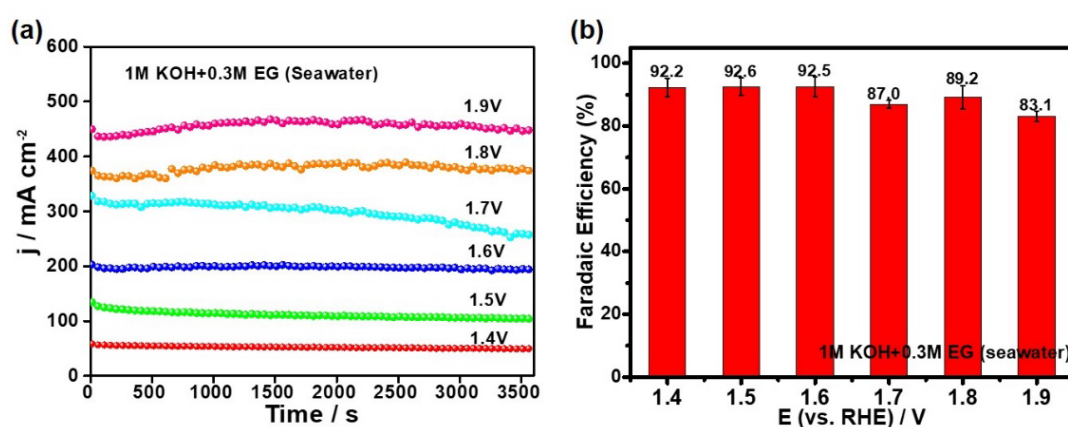 (a)
600
500
400
300
200
100
0
j / mA cm-2
1M KOH+0.3M EG (Seawater)
1.9V
1.8V
1.7V
1.6V
1.5V
1.4V
0 500 1000 1500 2000 2500 3000 3500
Time / s
(b)
100
80
60
40
20
0
Faradaic Efficiency (%)
92.2 92.6 92.5 87.0 89.2 83.1
1M KOH+0.3M EG (seawater)
1.4 1.5 1.6 1.7 1.8 1.9
E (vs. RHE) / V